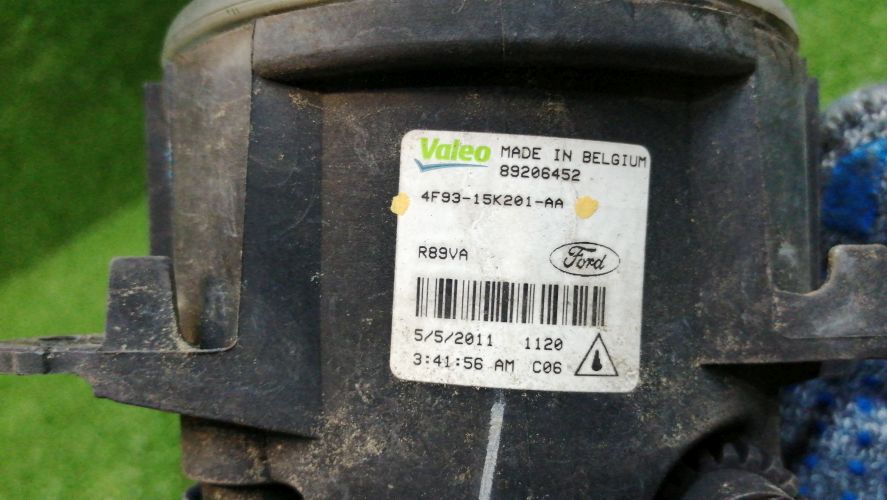 Valeo MADE IN BELGIUM
89206452
4F93-15K201-AA
R89VA Ford
5/5/2011 1120
3:41:56 AM C06